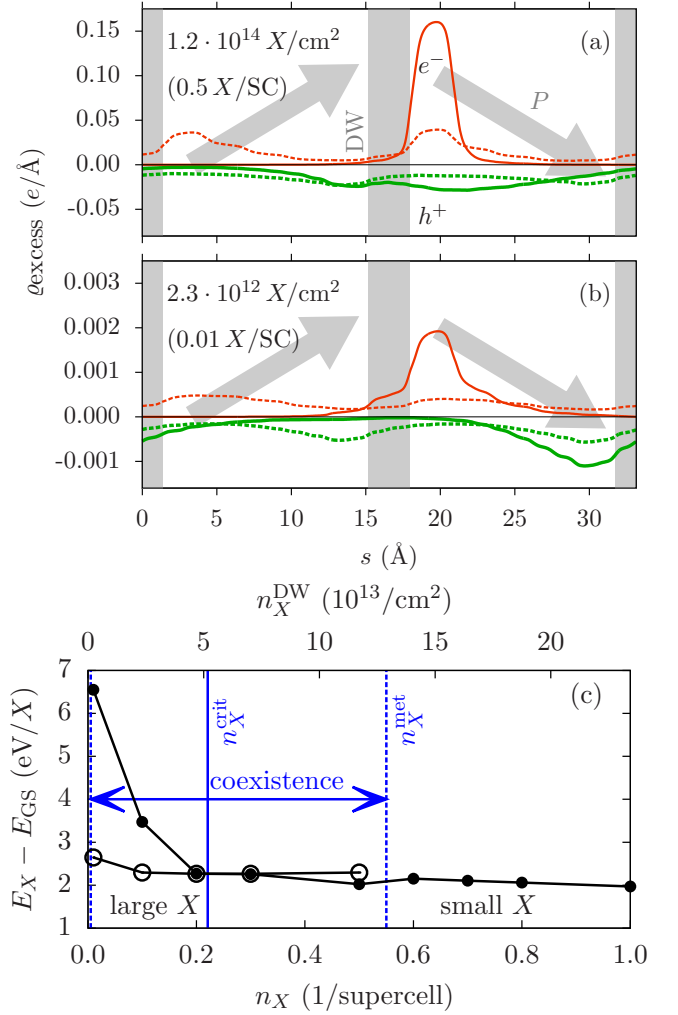 0.15
0.10
0.05
0.00
-0.05
ϱexcess (e/Å)
1.2 · 10¹⁴ X/cm²
(0.5 X/SC)
DW
e⁻
h⁺
P
(a)
0.003
0.002
0.001
0.000
-0.001
2.3 · 10¹² X/cm²
(0.01 X/SC)
(b)
0 5 10 15 20 25 30
s (Å)
n_X^DW (10¹³/cm²)
0 5 10 15 20
7
6
5
4
3
2
1
E_X − E_GS (eV/X)
(c)
n_X^crit
n_X^met
coexistence
large X
small X
0.0 0.2 0.4 0.6 0.8 1.0
n_X (1/supercell)